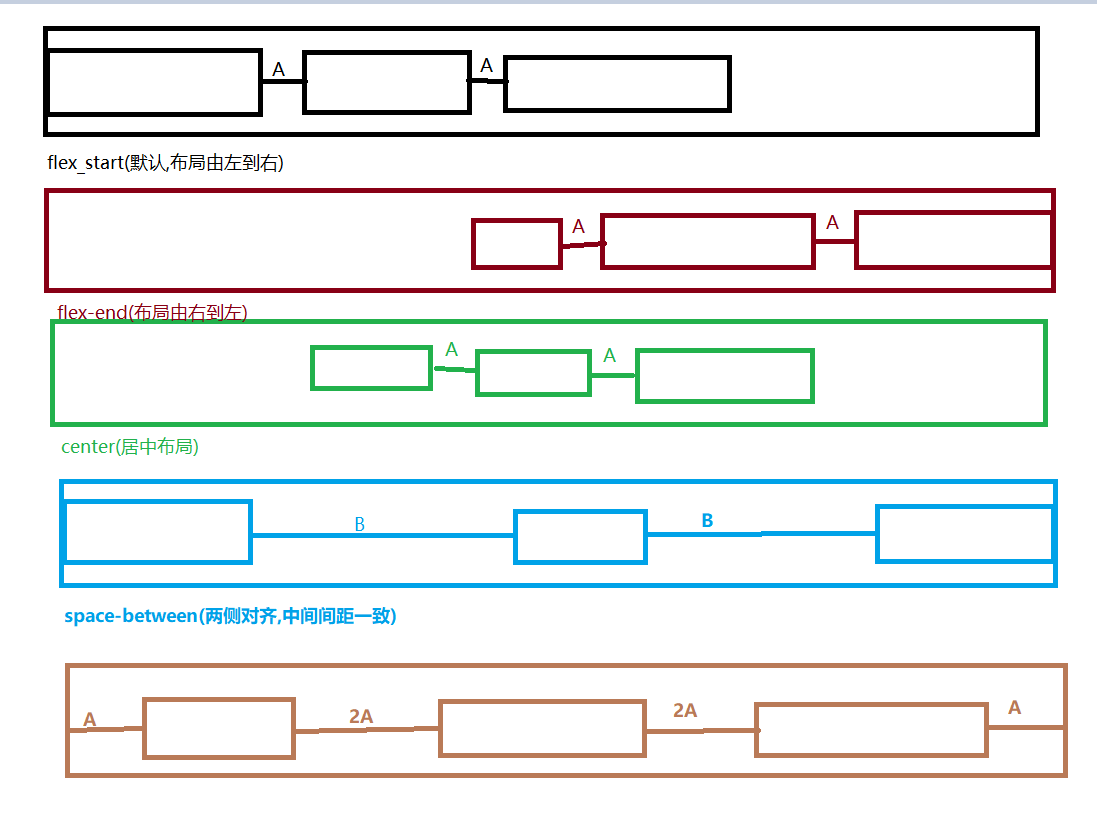 A A
flex_start(默认,布局由左到右)
A A
flex-end(布局由右到左)
A A
center(居中布局)
B B
space-between(两侧对齐,中间间距一致)
A 2A 2A A